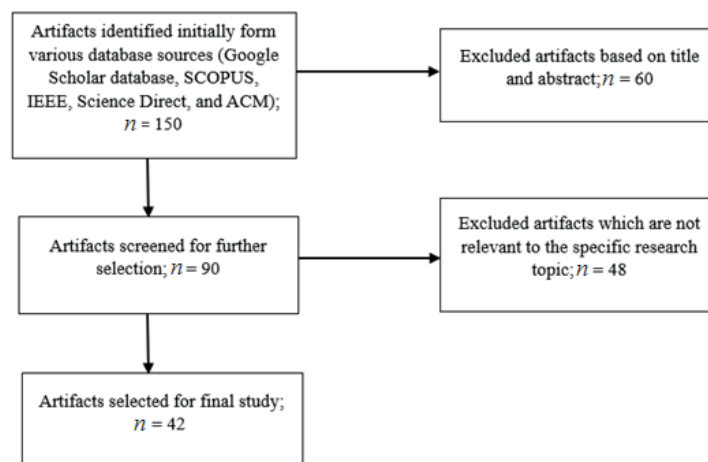 Artifacts identified initially form
various database sources (Google
Scholar database, SCOPUS,
IEEE, Science Direct, and ACM);
n = 150
Excluded artifacts based on title
and abstract;n = 60
Artifacts screened for further
selection; n = 90
Excluded artifacts which are not
relevant to the specific research
topic;n = 48
Artifacts selected for final study;
n = 42